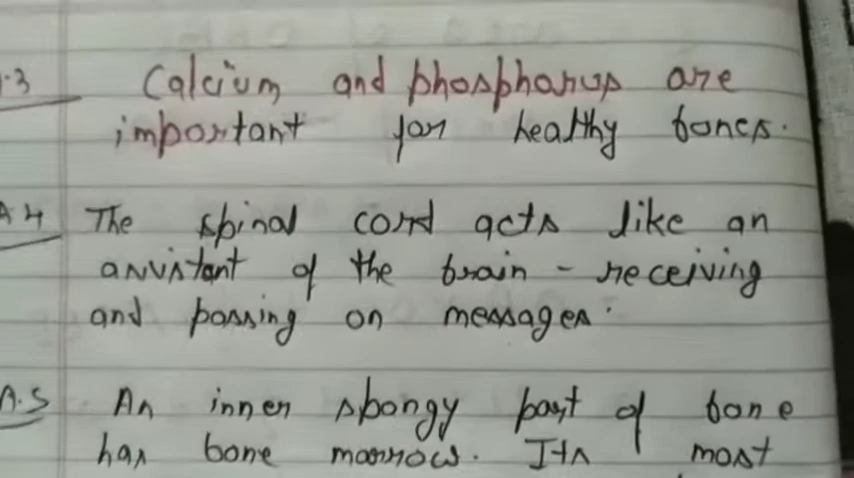 .3 Calcium and phosphorus are
important for healthy bones.
A.4 The spinal cord acts like an
assistant of the brain - receiving
and passing on messages.
A.5 An inner spongy part of bone
has bone marrow. Its most